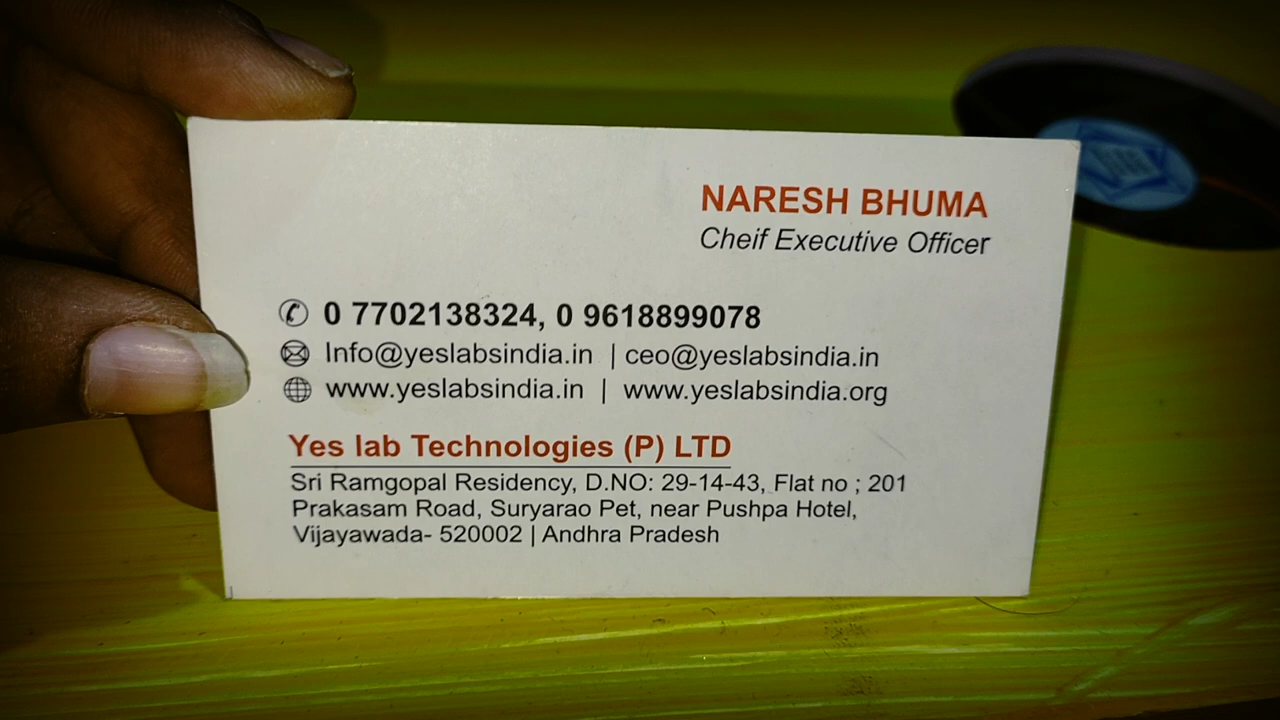 NARESH BHUMA
Cheif Executive Officer
0 7702138324, 0 9618899078
Info@yeslabsindia.in | ceo@yeslabsindia.in
www.yeslabsindia.in | www.yeslabsindia.org
Yes lab Technologies (P) LTD
Sri Ramgopal Residency, D.NO: 29-14-43, Flat no ; 201
Prakasam Road, Suryarao Pet, near Pushpa Hotel,
Vijayawada- 520002 | Andhra Pradesh